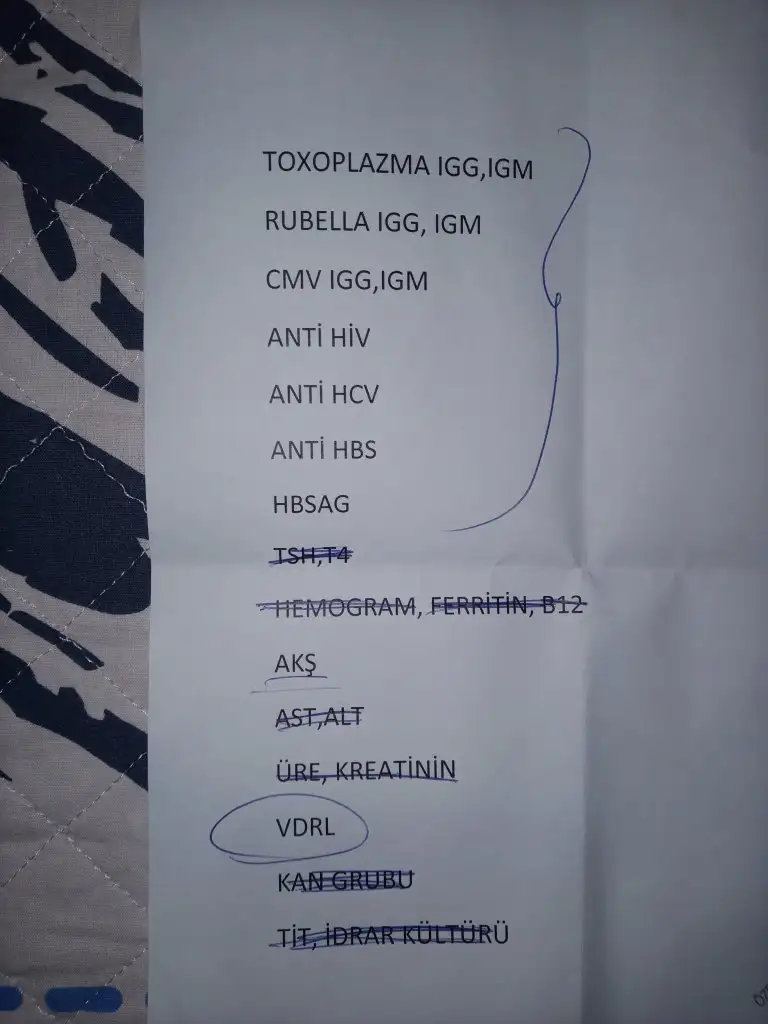 TOXOPLAZMA IGG,IGM
RUBELLA IGG, IGM
CMV IGG,IGM
ANTİ HİV
ANTİ HCV
ANTİ HBS
HBSAG
TSH,T4
HEMOGRAM, FERRİTİN, B12
AKŞ
AST,ALT
ÜRE, KREATİNİN
VDRL
KAN GRUBU
TİT, İDRAR KÜLTÜRÜ